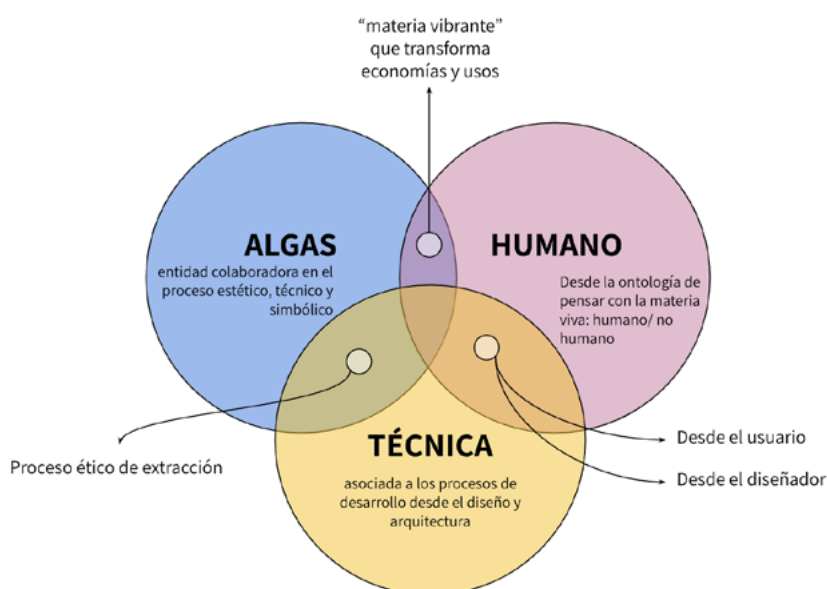 “materia vibrante”
que transforma
economías y usos
ALGAS
entidad colaboradora en el
proceso estético, técnico y
simbólico
HUMANO
Desde la ontología de
pensar con la materia
viva: humano/ no
humano
TÉCNICA
asociada a los procesos de
desarrollo desde el diseño y
arquitectura
Proceso ético de extracción
Desde el usuario
Desde el diseñador